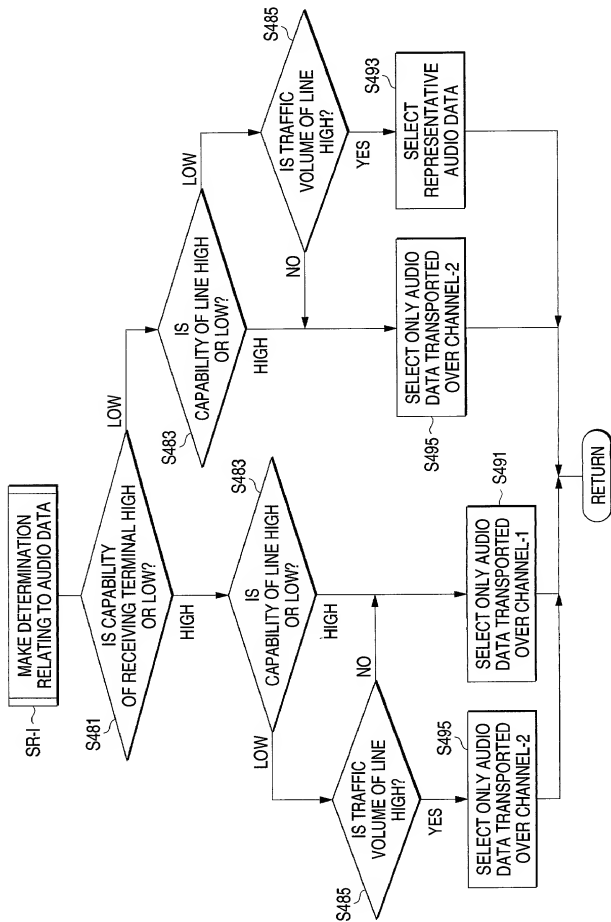 SR-I
MAKE DETERMINATION
RELATING TO AUDIO DATA
S481
IS CAPABILITY
OF RECEIVING TERMINAL HIGH
OR LOW?
LOW
HIGH
S483
IS
CAPABILITY OF LINE HIGH
OR LOW?
LOW
HIGH
S483
IS
CAPABILITY OF LINE HIGH
OR LOW?
LOW
HIGH
S485
IS TRAFFIC
VOLUME OF LINE
HIGH?
NO
YES
S485
IS TRAFFIC
VOLUME OF LINE
HIGH?
NO
YES
S495
SELECT ONLY AUDIO
DATA TRANSPORTED
OVER CHANNEL-2
S491
SELECT ONLY AUDIO
DATA TRANSPORTED
OVER CHANNEL-1
S495
SELECT ONLY AUDIO
DATA TRANSPORTED
OVER CHANNEL-2
S493
SELECT
REPRESENTATIVE
AUDIO DATA
RETURN